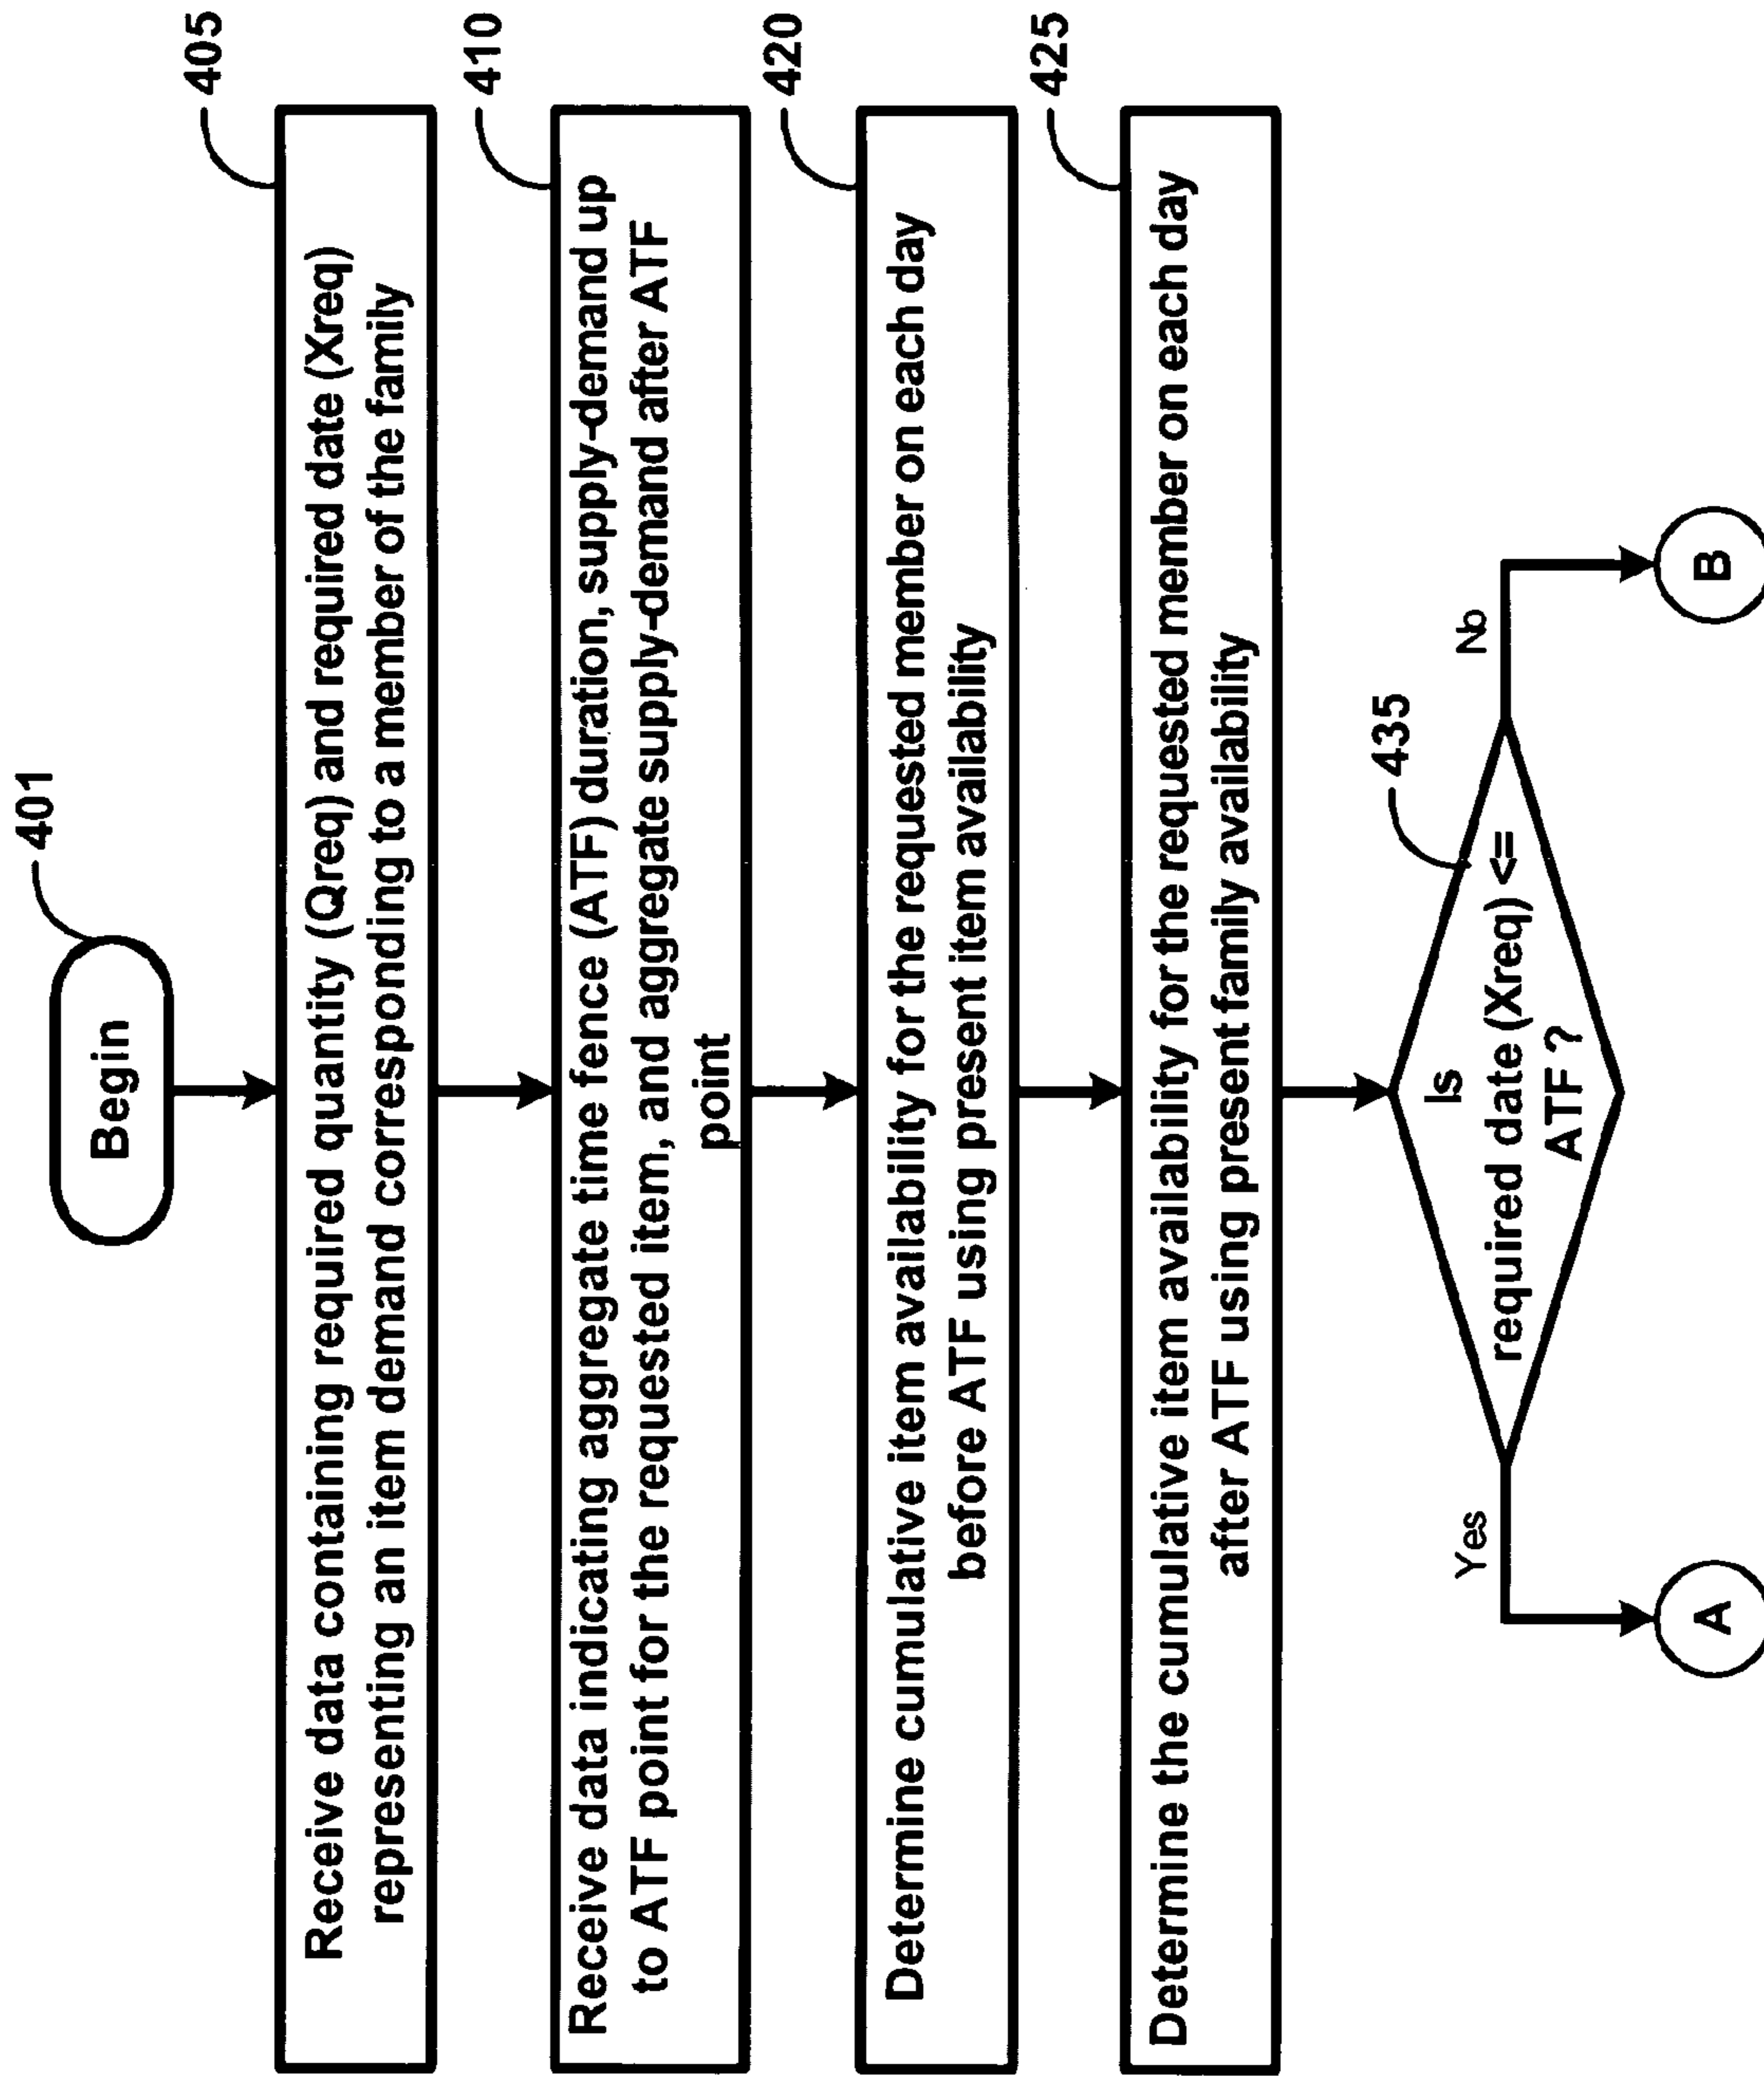 401
Begin
405
Receive data containing required quantity (Qreq) and required date (Xreq)
representing an item demand corresponding to a member of the family
410
Receive data indicating aggregate time fence (ATF) duration, supply-demand up
to ATF point for the requested item, and aggregate supply-demand after ATF
point
420
Determine cumulative item availability for the requested member on each day
before ATF using present item availability
425
Determine the cumulative item availability for the requested member on each day
after ATF using present family availability
435
Is
required date (Xreq) <=
ATF ?
Yes
No
A
B